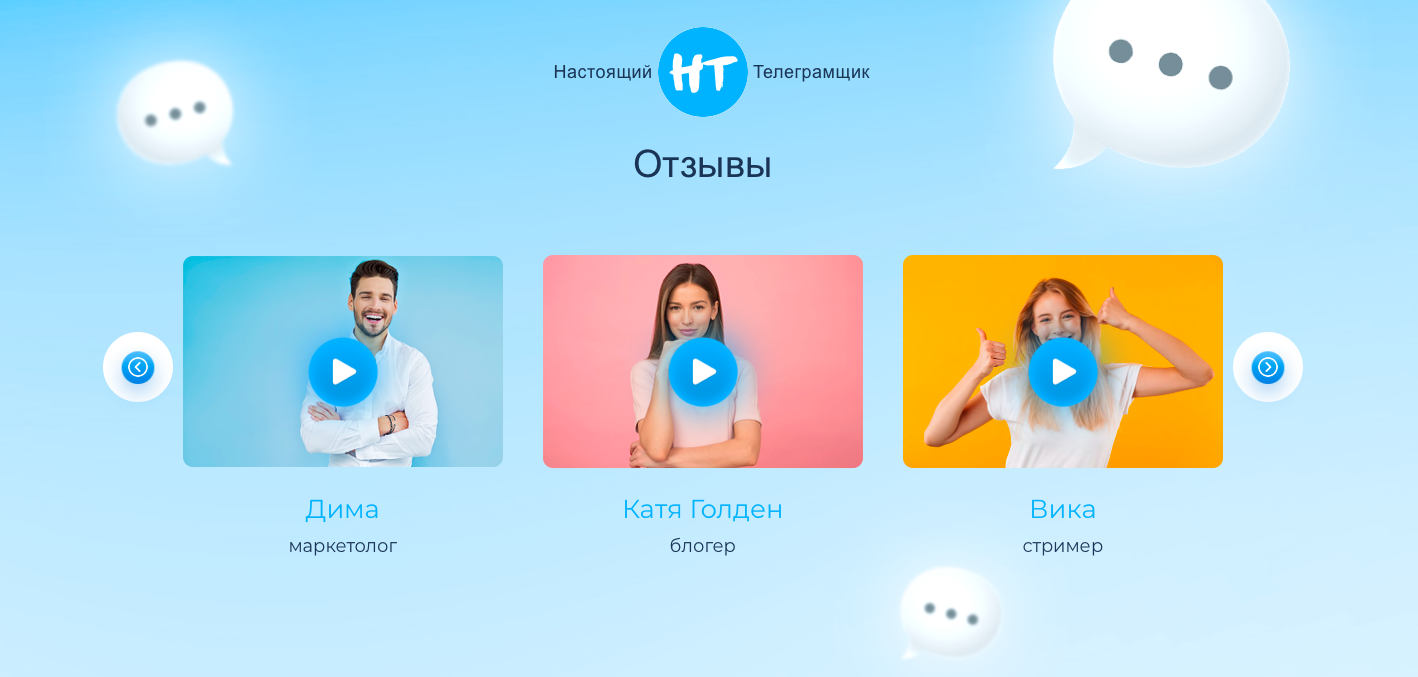 Настоящий НТ Телеграмщик
Отзывы
Дима
Катя Голден
Вика
маркетолог
блогер
стример